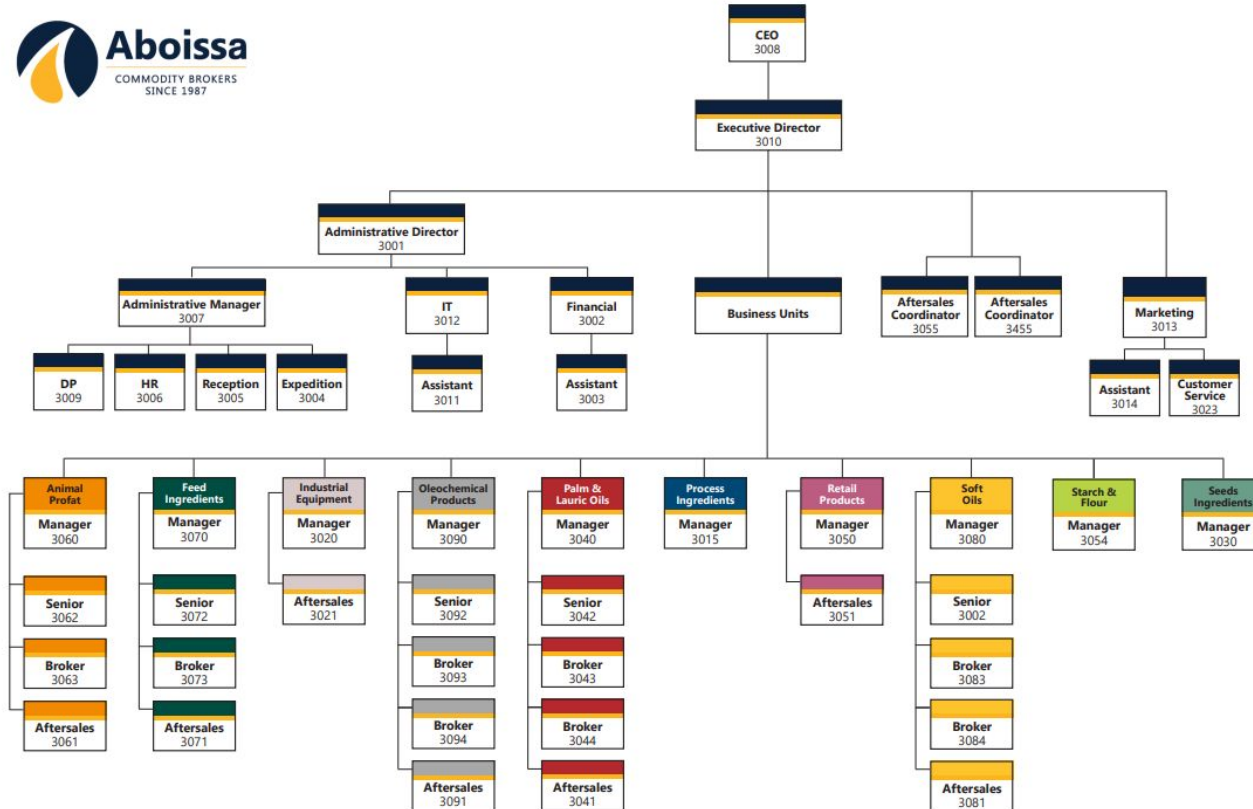 Aboissa
COMMODITY BROKERS
SINCE 1987
CEO
3008
Executive Director
3010
Administrative Director
3001
Administrative Manager
3007
IT
3012
Financial
3002
Business Units
Aftersales
Coordinator
3055
Aftersales
Coordinator
3455
Marketing
3013
DP
3009
HR
3006
Reception
3005
Expedition
3004
Assistant
3011
Assistant
3003
Assistant
3014
Customer
Service
3023
Animal
Profat
Manager
3060
Senior
3062
Broker
3063
Aftersales
3061
Feed
Ingredients
Manager
3070
Senior
3072
Broker
3073
Aftersales
3071
Industrial
Equipment
Manager
3020
Aftersales
3021
Oleochemical
Products
Manager
3090
Senior
3092
Broker
3093
Broker
3094
Aftersales
3091
Palm &
Lauric Oils
Manager
3040
Senior
3042
Broker
3043
Broker
3044
Aftersales
3041
Process
Ingredients
Manager
3015
Retail
Products
Manager
3050
Aftersales
3051
Soft
Oils
Manager
3080
Senior
3002
Broker
3083
Broker
3084
Aftersales
3081
Starch &
Flour
Manager
3054
Seeds
Ingredients
Manager
3030